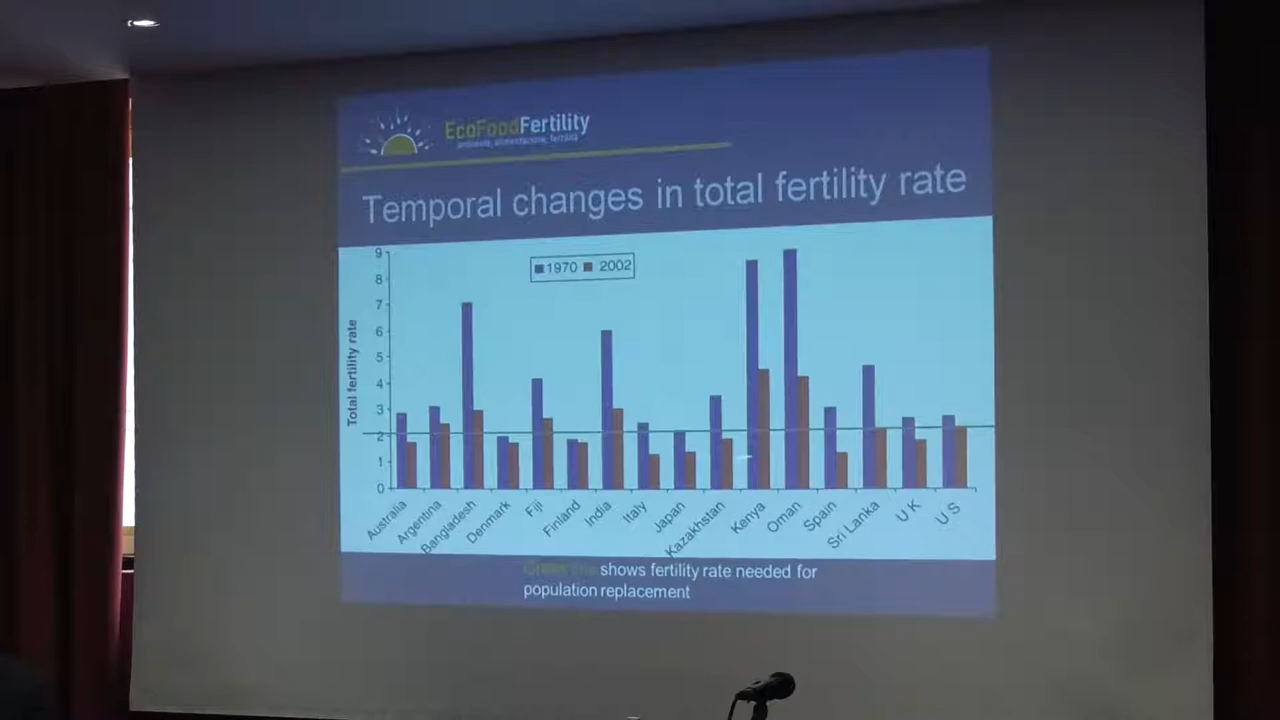 EcoFoodFertility
ambiente, alimentazione, fertilità
Temporal changes in total fertility rate
1970 2002
Total fertility rate
9
8
7
6
5
4
3
2
1
0
Australia
Argentina
Bangladesh
Denmark
Fiji
Finland
India
Italy
Japan
Kazakhstan
Kenya
Oman
Spain
Sri Lanka
U K
U S
shows fertility rate needed for
population replacement